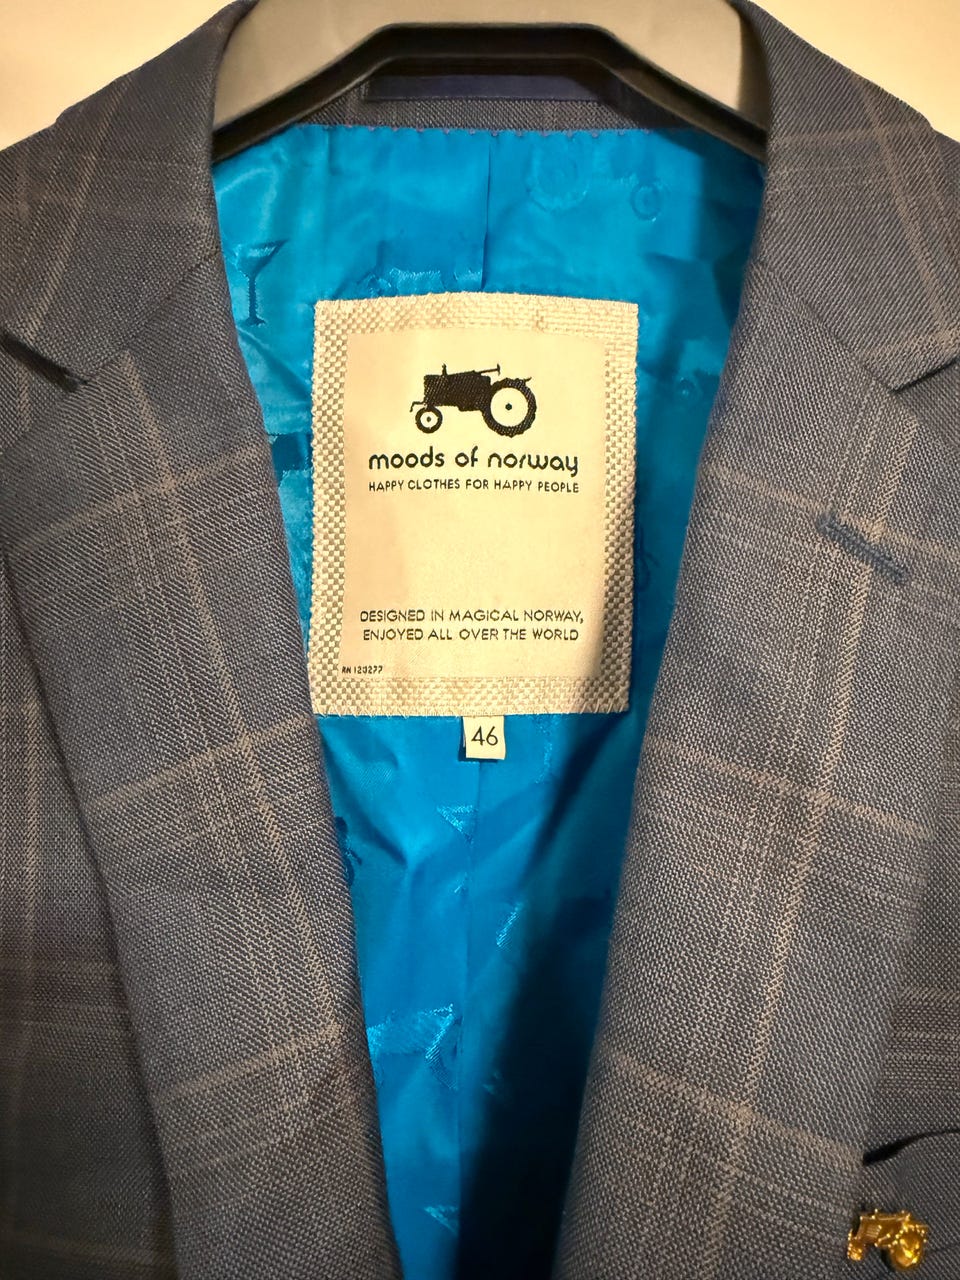 moods of norway
HAPPY CLOTHES FOR HAPPY PEOPLE
DESIGNED IN MAGICAL NORWAY,
ENJOYED ALL OVER THE WORLD
RN 123277
46